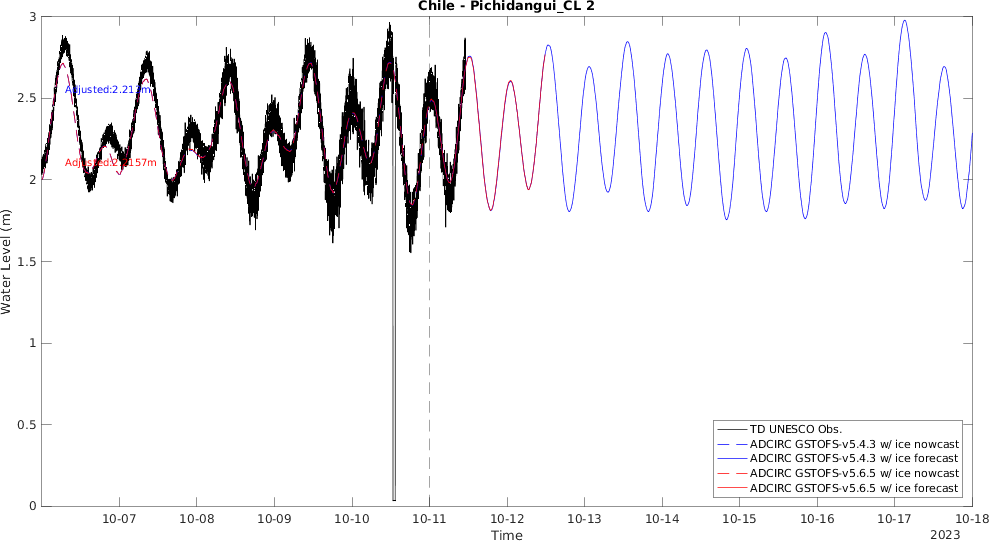 Chile - Pichidangui_CL 2
Water Level (m)
3
2.5
2
1.5
1
0.5
0
Adjusted:2.212m
10-07
10-08
10-09
10-10
10-11
10-12
10-13
10-14
10-15
10-16
10-17
10-18
Time
2023
TD UNESCO Obs.
ADCIRC GSTOFS-v5.4.3 w/ ice nowcast
ADCIRC GSTOFS-v5.4.3 w/ ice forecast
ADCIRC GSTOFS-v5.6.5 w/ ice nowcast
ADCIRC GSTOFS-v5.6.5 w/ ice forecast